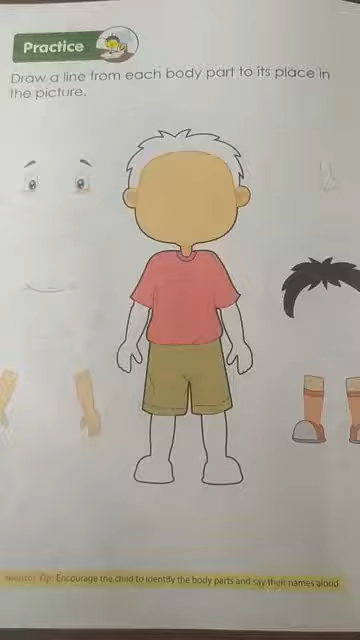 Practice
Draw a line from each body part to its place in
the picture.
Tip: Encourage the child to identify the body parts and say their names aloud